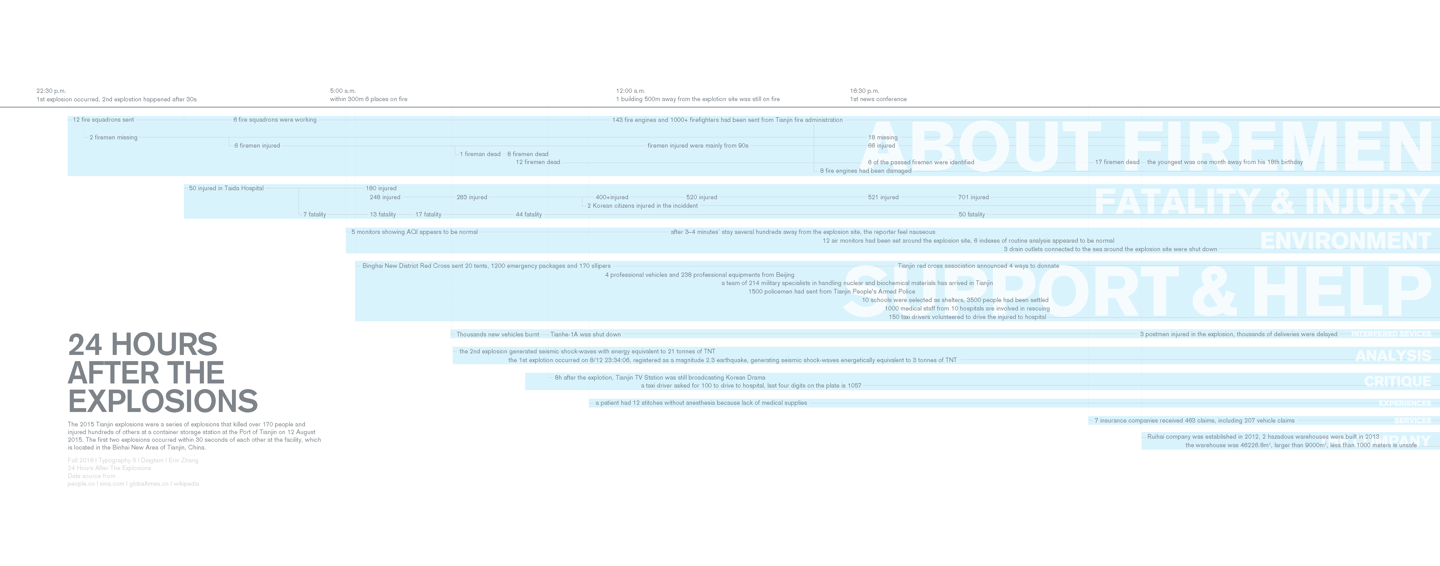 22:30 p.m.
1st explosion occurred, 2nd explostion happened after 30s
5:00 a.m.
within 300m 6 places on fire
12:00 a.m.
1 building 500m away from the explotion site was still on fire
16:30 p.m.
1st news conference
ABOUT FIREMEN
12 fire squadrons sent
6 fire squadrons were working
143 fire engines and 1000+ firefighters had been sent from Tianjin fire administration
2 firemen missing
18 missing
6 firemen injured
firemen injured were mainly from 90s
66 injured
1 fireman dead
8 firemen dead
12 firemen dead
6 of the passed firemen were identified
17 firemen dead
the youngest was one month away from his 18th birthday
8 fire engines had been damaged
FATALITY & INJURY
50 injured in Taida Hospital
180 injured
248 injured
283 injured
400+injured
520 injured
521 injured
701 injured
2 Korean citizens injured in the incident
7 fatality
13 fatality
17 fatality
44 fatality
50 fatality
ENVIRONMENT
5 monitors showing AQI appears to be normal
after 3–4 minutes' stay several hundreds away from the explosion site, the reporter feel nauseous
12 air monitors had been set around the explosion site, 6 indexes of routine analysis appeared to be normal
3 drain outlets connected to the sea around the explosion site were shut down
SUPPORT & HELP
Binghai New District Red Cross sent 20 tents, 1200 emergency packages and 170 sllipers
Tianjin red cross association announced 4 ways to donnate
4 professional vehicles and 238 professional equipments from Beijing
a team of 214 military specialists in handling nuclear and biochemical materials has arrived in Tianjin
1500 policemen had sent from Tianjin People's Armed Police
10 schools were selected as shelters, 3500 people had been settled
1000 medical staff from 10 hospitals are involved in rescuing
150 taxi drivers volunteered to drive the injured to hospital
Thousands new vehicles burnt
Tianhe-1A was shut down
3 postmen injured in the explosion, thousands of deliveries were delayed
the 2nd explosion generated seismic shock-waves with energy equivalent to 21 tonnes of TNT
ANALYSIS
the 1st explotion occurred on 8/12 23:34:06, registered as a magnitude 2.3 earthquake, generating seismic shock-waves energetically equivalent to 3 tonnes of TNT
9h after the explotion, Tianjin TV Station was still broadcasting Korean Drama
CRITIQUE
a taxi driver asked for 100 to drive to hospital, last four digits on the plate is 1057
a patient had 12 stitches without anesthesia because lack of medical supplies
EXPERIENCES
7 insurance companies received 463 claims, including 207 vehicle claims
SERVICES
Ruihai company was established in 2012, 2 hazadous warehouses were built in 2013
the warehouse was 46226.8m², larger than 9000m², less than 1000 meters is unsafe
24 HOURS
AFTER THE
EXPLOSIONS
The 2015 Tianjin explosions were a series of explosions that killed over 170 people and
injured hundreds of others at a container storage station at the Port of Tianjin on 12 August
2015. The first two explosions occurred within 30 seconds of each other at the facility, which
is located in the Binhai New Area of Tianjin, China.
Fall 2016 I Typography II I Diagram I Eric Zhang
24 Hours After The Explosions
Data source from
people.cn I sina.com I globaltimes.cn I wikipedia